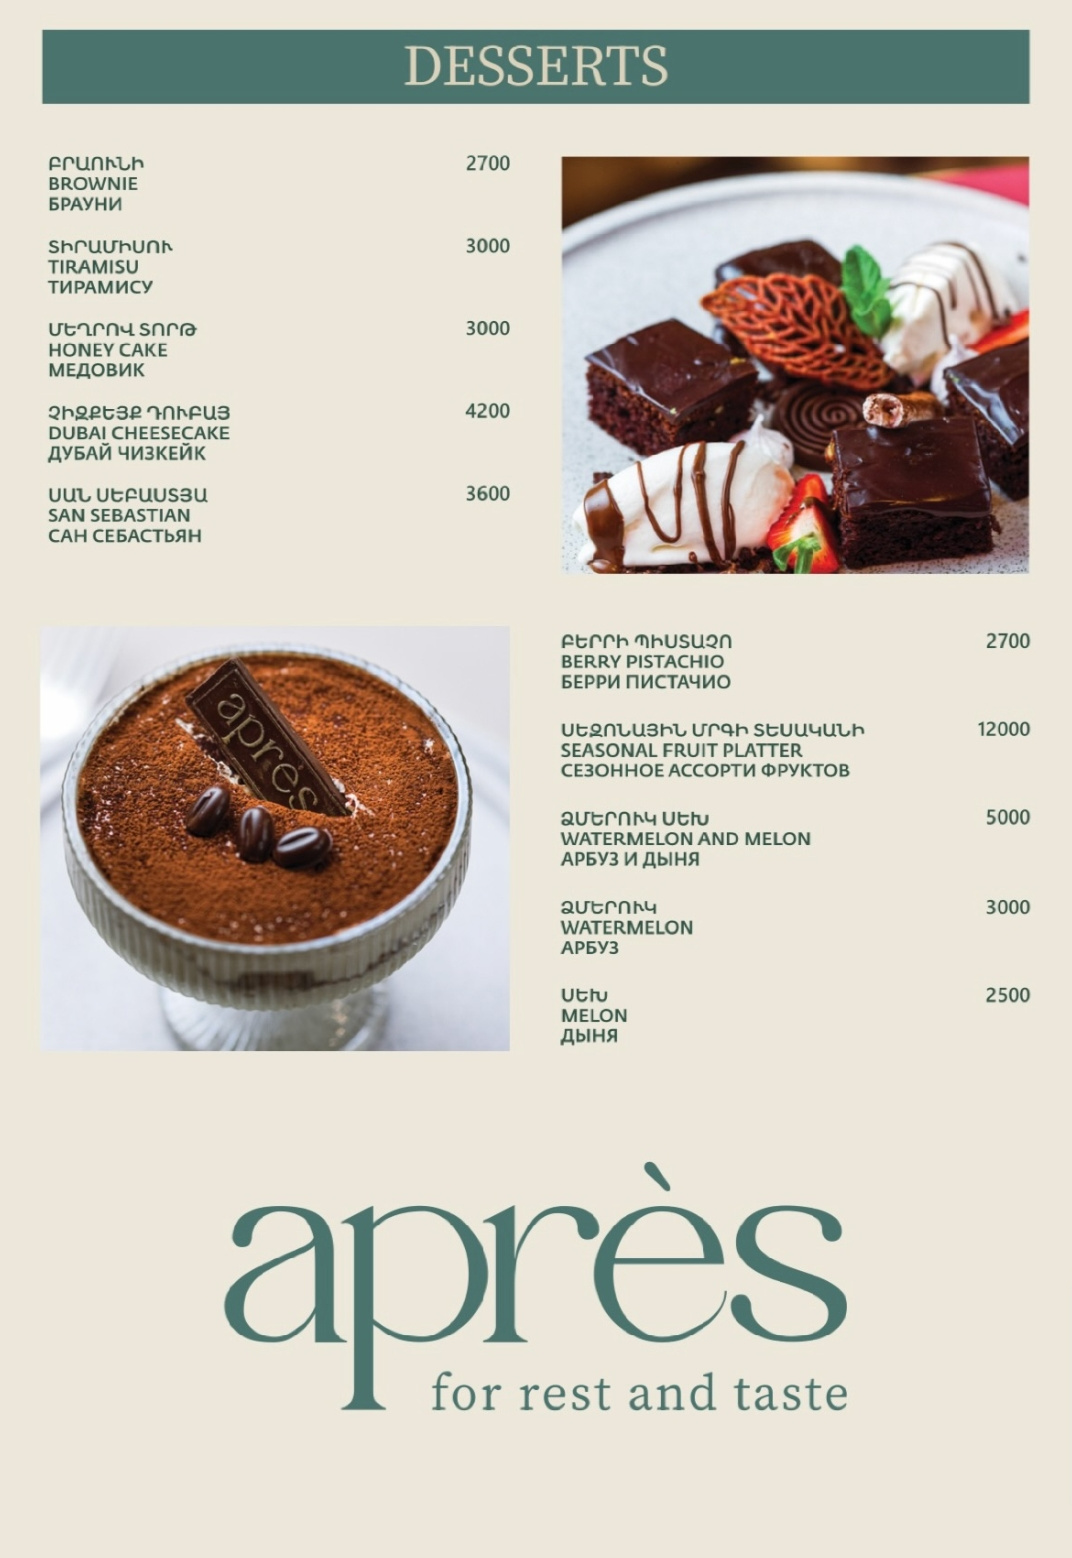 DESSERTS
ԲՐԱՈՒՆԻ 2700
BROWNIE
БРАУНИ
ՏԻՐԱՄԻՍՈՒ 3000
TIRAMISU
ТИРАМИСУ
ՄԵՂՐՈՎ ՏՈՐԹ 3000
HONEY CAKE
МЕДОВИК
ՉԻԶՔԵՅՔ ԴՈՒԲԱՅ 4200
DUBAI CHEESECAKE
ДУБАЙ ЧИЗКЕЙК
ՍԱՆ ՍԵԲԱՍՏՅԱ 3600
SAN SEBASTIAN
САН СЕБАСТЬЯН
après
ԲԵՐՐԻ ՊԻՍՏԱՉՈ 2700
BERRY PISTACHIO
БЕРРИ ПИСТАЧИО
ՍԵԶՈՆԱՅԻՆ ՄՐԳԻ ՏԵՍԱԿԱՆԻ 12000
SEASONAL FRUIT PLATTER
СЕЗОННОЕ АССОРТИ ФРУКТОВ
ՁՄԵՐՈՒԿ ՍԵԽ 5000
WATERMELON AND MELON
АРБУЗ И ДЫНЯ
ՁՄԵՐՈՒԿ 3000
WATERMELON
АРБУЗ
ՍԵԽ 2500
MELON
ДЫНЯ
après
for rest and taste